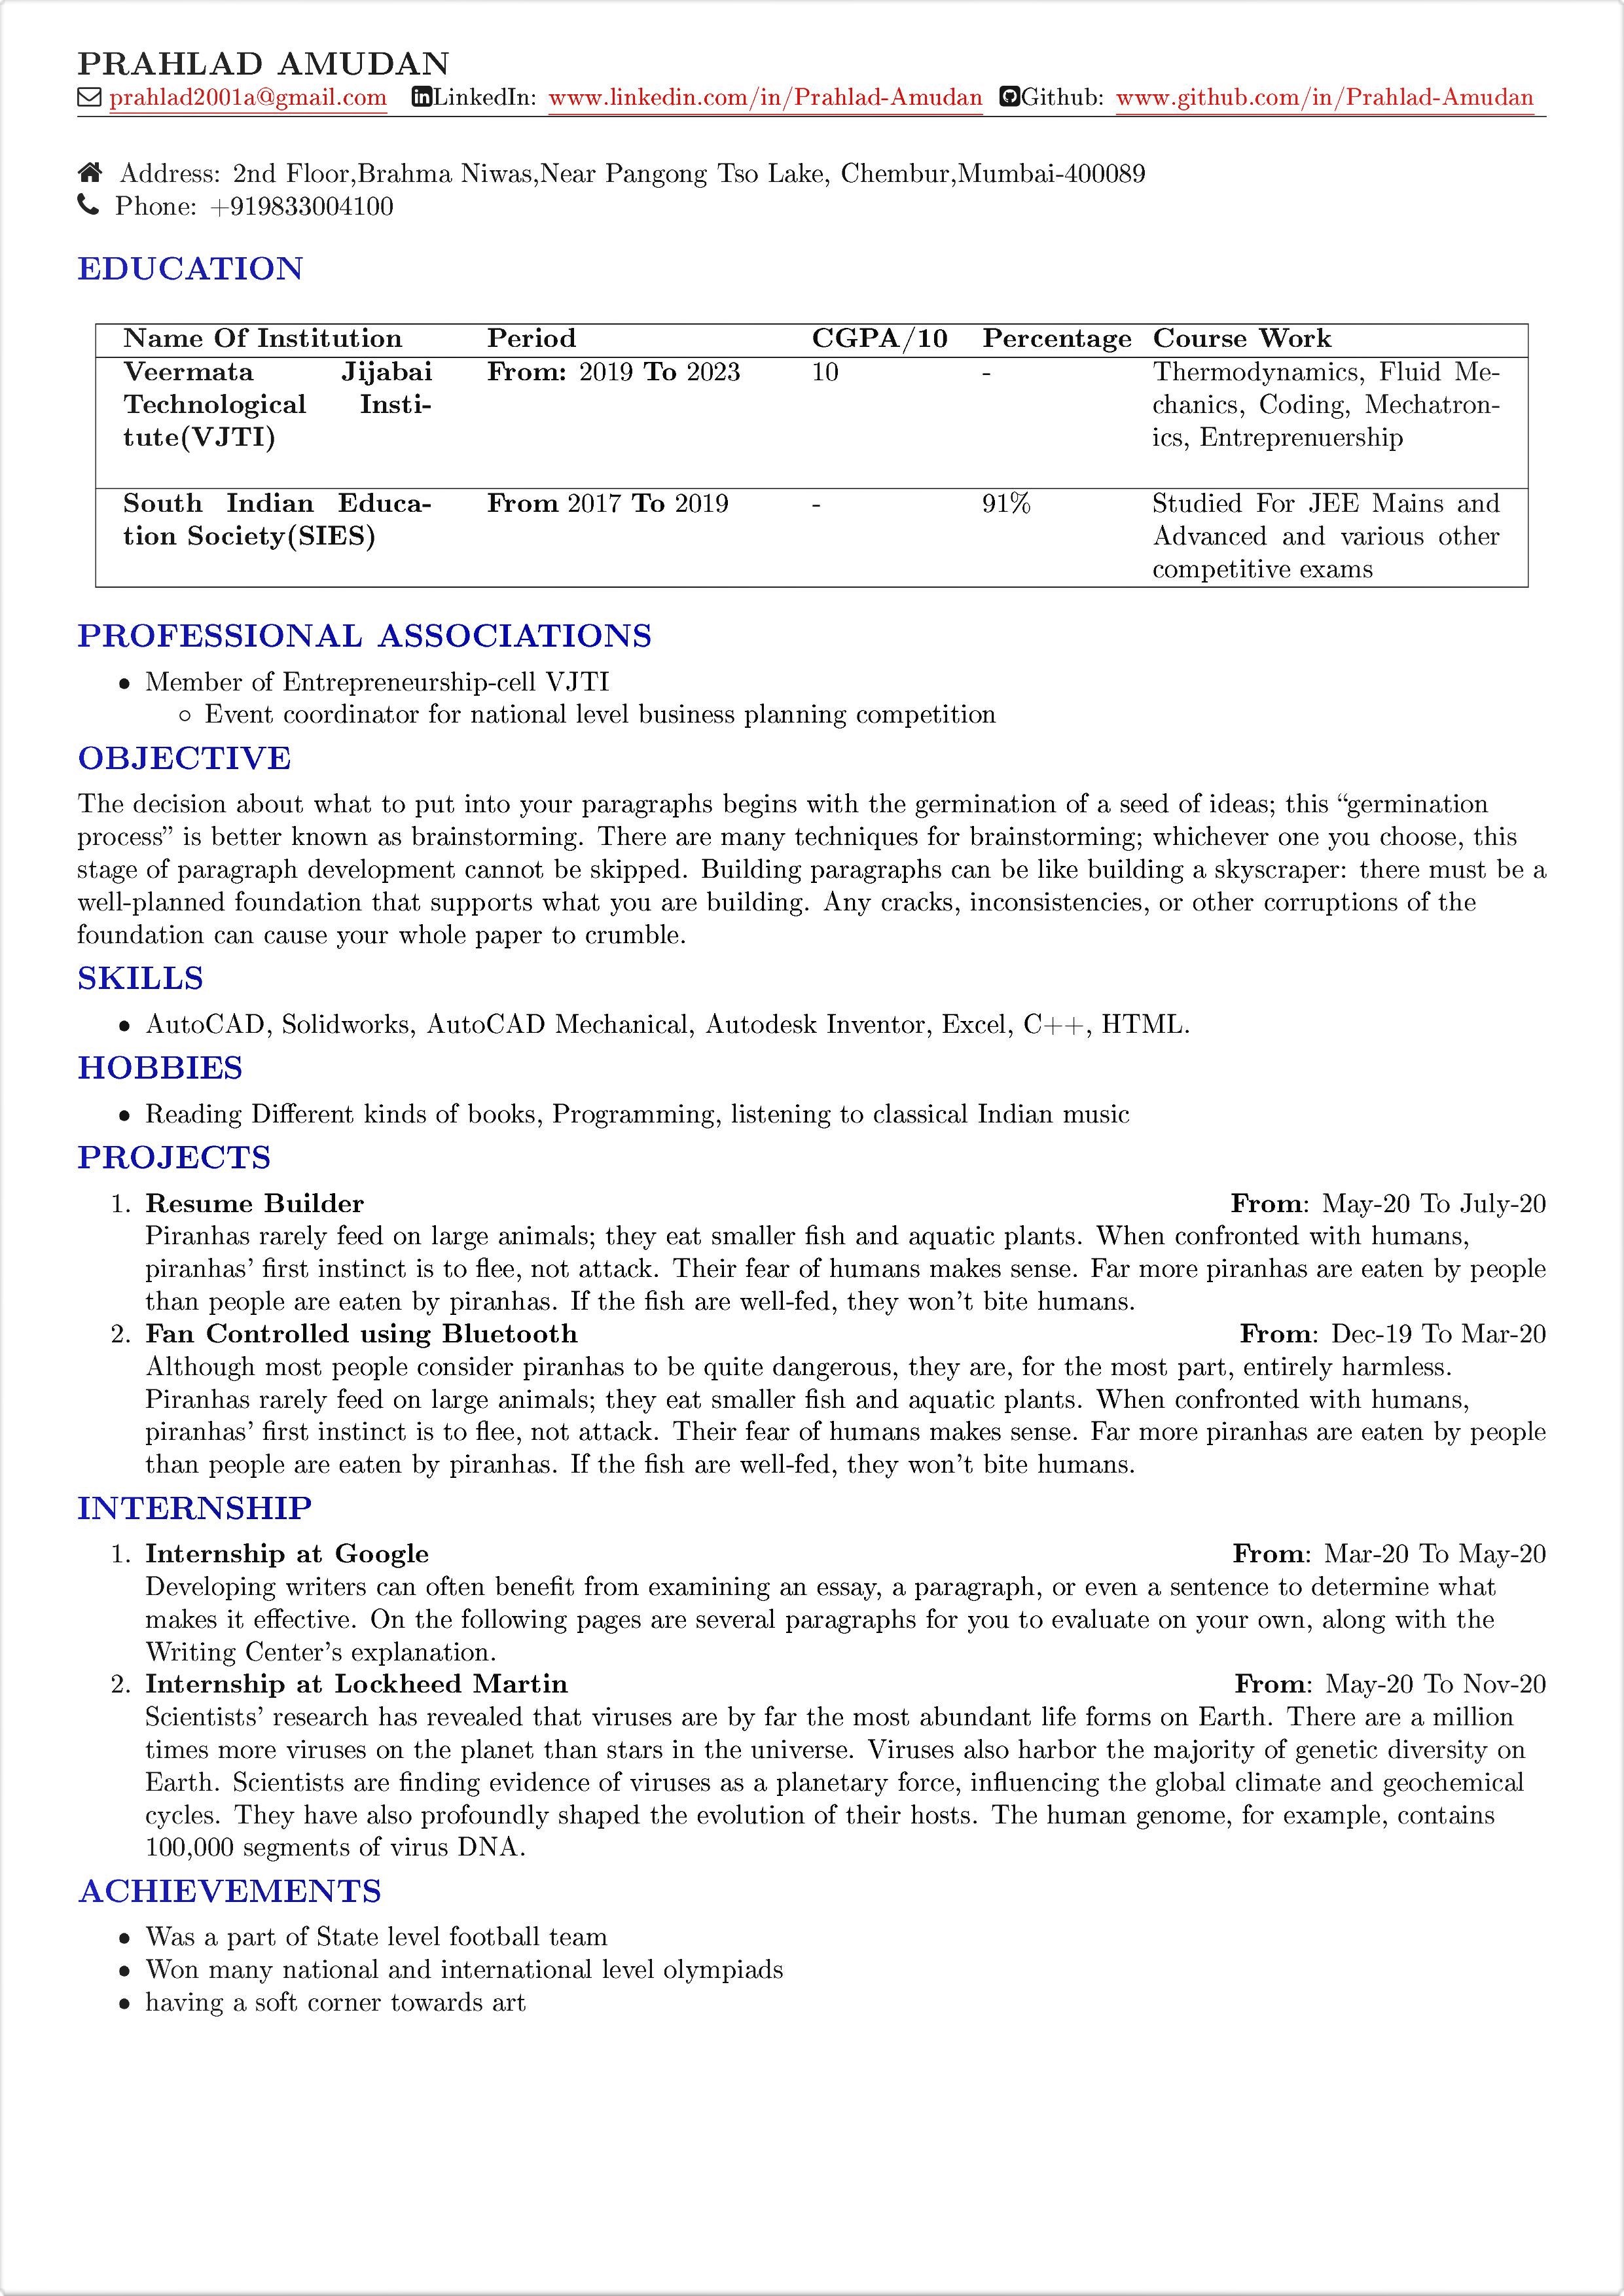 PRAHLAD AMUDAN
prahlad2001a@gmail.com LinkedIn: www.linkedin.com/in/Prahlad-Amudan Github: www.github.com/in/Prahlad-Amudan
Address: 2nd Floor,Brahma Niwas,Near Pangong Tso Lake, Chembur,Mumbai-400089
Phone: +919833004100
EDUCATION
Name Of Institution Period CGPA/10 Percentage Course Work
Veermata Jijabai From: 2019 To 2023 10 - Thermodynamics, Fluid Me-
Technological Insti- chanics, Coding, Mechatron-
tute(VJTI) ics, Entreprenuership
South Indian Educa- From 2017 To 2019 - 91% Studied For JEE Mains and
tion Society(SIES) Advanced and various other
competitive exams
PROFESSIONAL ASSOCIATIONS
• Member of Entrepreneurship-cell VJTI
◦ Event coordinator for national level business planning competition
OBJECTIVE
The decision about what to put into your paragraphs begins with the germination of a seed of ideas; this “germination
process” is better known as brainstorming. There are many techniques for brainstorming; whichever one you choose, this
stage of paragraph development cannot be skipped. Building paragraphs can be like building a skyscraper: there must be a
well-planned foundation that supports what you are building. Any cracks, inconsistencies, or other corruptions of the
foundation can cause your whole paper to crumble.
SKILLS
• AutoCAD, Solidworks, AutoCAD Mechanical, Autodesk Inventor, Excel, C++, HTML.
HOBBIES
• Reading Different kinds of books, Programming, listening to classical Indian music
PROJECTS
1. Resume Builder From: May-20 To July-20
Piranhas rarely feed on large animals; they eat smaller fish and aquatic plants. When confronted with humans,
piranhas’ first instinct is to flee, not attack. Their fear of humans makes sense. Far more piranhas are eaten by people
than people are eaten by piranhas. If the fish are well-fed, they won’t bite humans.
2. Fan Controlled using Bluetooth From: Dec-19 To Mar-20
Although most people consider piranhas to be quite dangerous, they are, for the most part, entirely harmless.
Piranhas rarely feed on large animals; they eat smaller fish and aquatic plants. When confronted with humans,
piranhas’ first instinct is to flee, not attack. Their fear of humans makes sense. Far more piranhas are eaten by people
than people are eaten by piranhas. If the fish are well-fed, they won’t bite humans.
INTERNSHIP
1. Internship at Google From: Mar-20 To May-20
Developing writers can often benefit from examining an essay, a paragraph, or even a sentence to determine what
makes it effective. On the following pages are several paragraphs for you to evaluate on your own, along with the
Writing Center’s explanation.
2. Internship at Lockheed Martin From: May-20 To Nov-20
Scientists’ research has revealed that viruses are by far the most abundant life forms on Earth. There are a million
times more viruses on the planet than stars in the universe. Viruses also harbor the majority of genetic diversity on
Earth. Scientists are finding evidence of viruses as a planetary force, influencing the global climate and geochemical
cycles. They have also profoundly shaped the evolution of their hosts. The human genome, for example, contains
100,000 segments of virus DNA.
ACHIEVEMENTS
• Was a part of State level football team
• Won many national and international level olympiads
• having a soft corner towards art